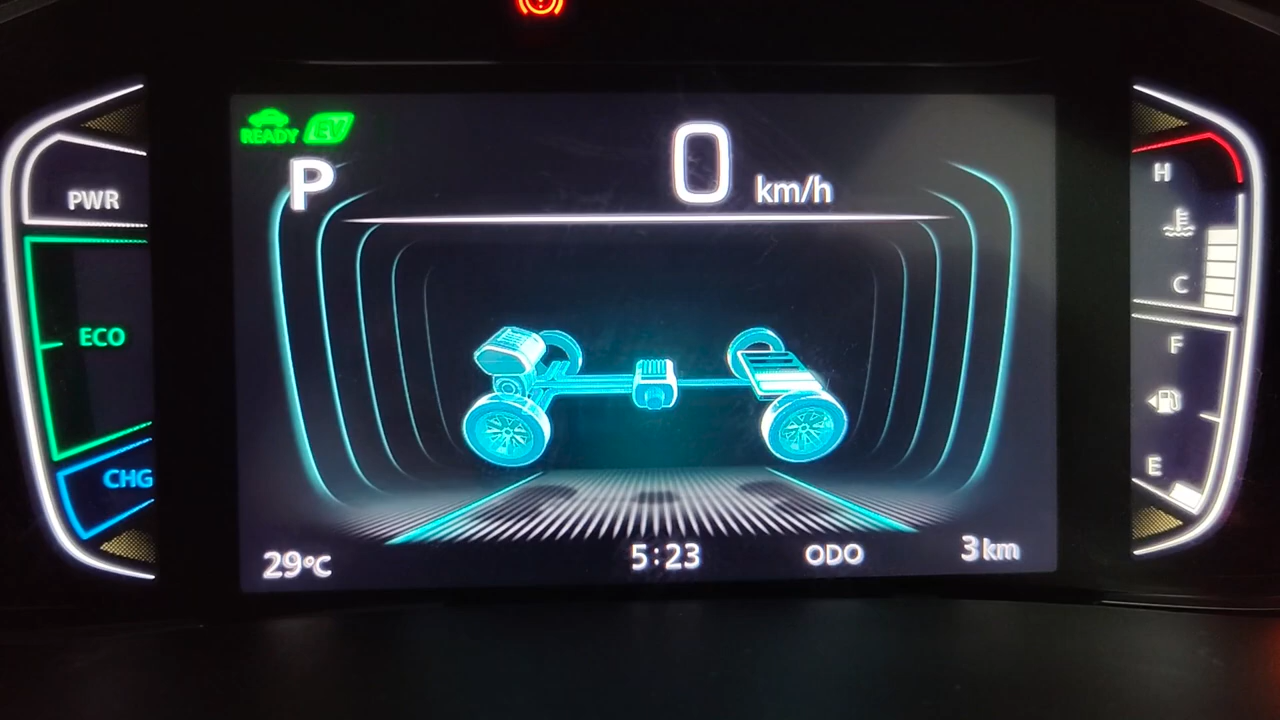 READY EV
P
0 km/h
PWR
ECO
CHG
H
E
C
F
E
29°C
5:23
ODO
3 km